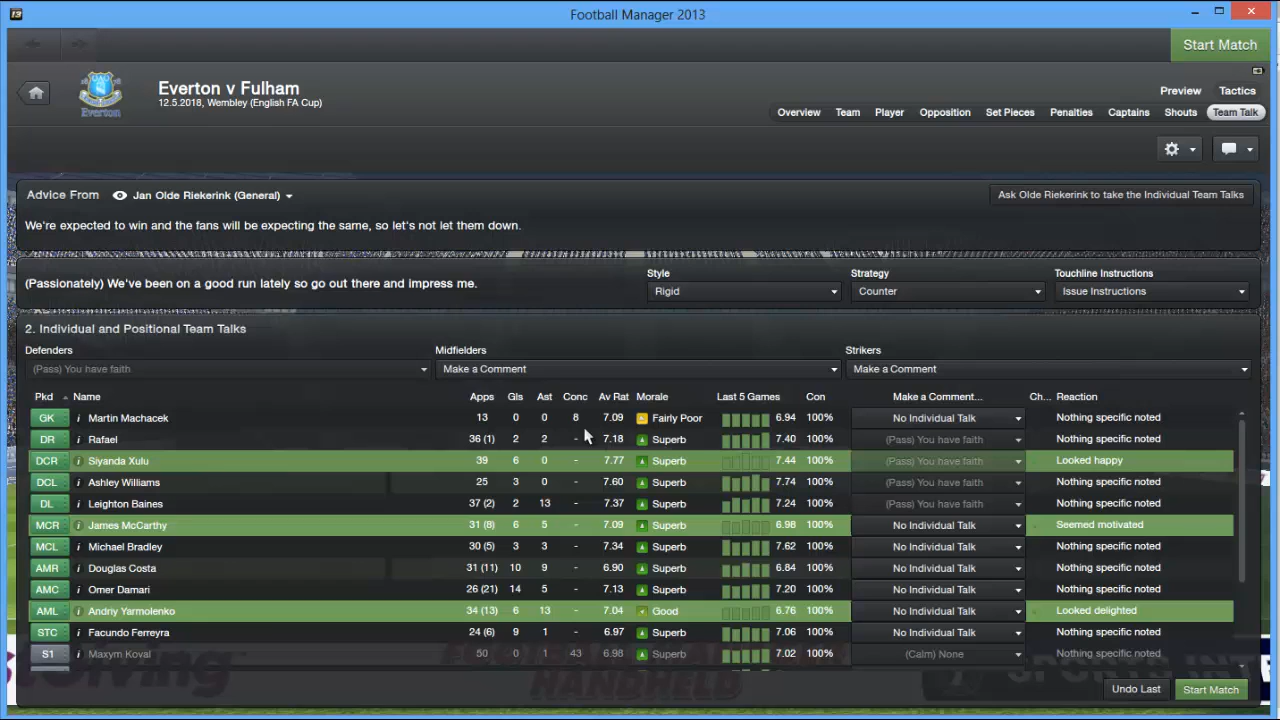 Football Manager 2013
Start Match
Everton
Everton v Fulham
12.5.2018, Wembley (English FA Cup)
Preview Tactics
Overview Team Player Opposition Set Pieces Penalties Captains Shouts Team Talk
Advice From Jan Olde Riekerink (General) Ask Olde Riekerink to take the Individual Team Talks
We're expected to win and the fans will be expecting the same, so let's not let them down.
Style Strategy Touchline Instructions
(Passionately) We've been on a good run lately so go out there and impress me. Rigid Counter Issue Instructions
2. Individual and Positional Team Talks
Defenders Midfielders Strikers
(Pass) You have faith Make a Comment Make a Comment
Pkd Name Apps Gls Ast Conc Av Rat Morale Last 5 Games Con Make a Comment... Ch... Reaction
GK i Martin Machacek 13 0 0 8 7.09 Fairly Poor 6.94 100% No Individual Talk Nothing specific noted
DR i Rafael 36 (1) 2 2 - 7.18 Superb 7.40 100% (Pass) You have faith Nothing specific noted
DCR i Siyanda Xulu 39 6 0 - 7.77 Superb 7.44 100% (Pass) You have faith Looked happy
DCL i Ashley Williams 25 3 0 - 7.60 Superb 7.74 100% (Pass) You have faith Nothing specific noted
DL i Leighton Baines 37 (2) 2 13 - 7.37 Superb 7.24 100% (Pass) You have faith Nothing specific noted
MCR i James McCarthy 31 (8) 6 5 - 7.09 Superb 6.98 100% No Individual Talk Seemed motivated
MCL i Michael Bradley 30 (5) 3 3 - 7.34 Superb 7.62 100% No Individual Talk Nothing specific noted
AMR i Douglas Costa 31 (11) 10 9 - 6.90 Superb 6.84 100% No Individual Talk Nothing specific noted
AMC i Omer Damari 26 (21) 14 5 - 7.13 Superb 7.20 100% No Individual Talk Nothing specific noted
AML i Andriy Yarmolenko 34 (13) 6 13 - 7.04 Good 6.76 100% No Individual Talk Looked delighted
STC i Facundo Ferreyra 24 (6) 9 1 - 6.97 Superb 7.06 100% No Individual Talk Nothing specific noted
S1 i Maxym Koval 50 0 1 43 6.98 Superb 7.02 100% (Calm) None Nothing specific noted
HANDHELD
Undo Last Start Match